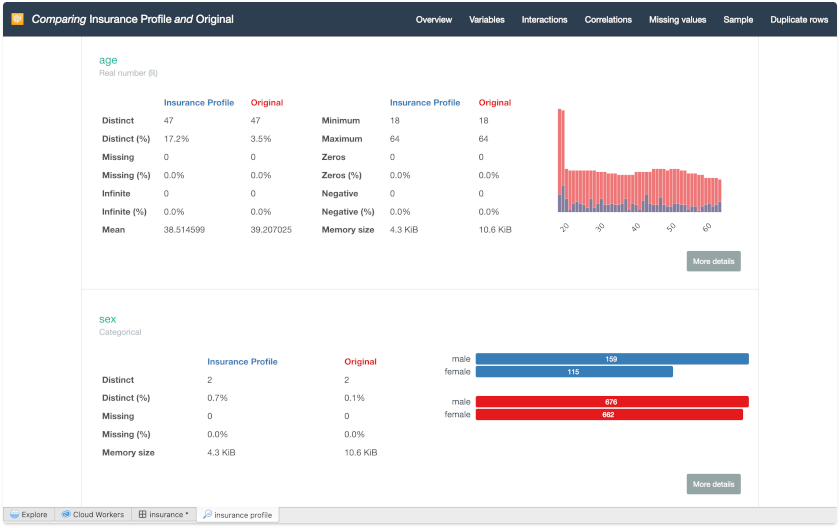 Comparing Insurance Profile and Original
Overview Variables Interactions Correlations Missing values Sample Duplicate rows
age
Real number (ℝ)
Insurance Profile Original Insurance Profile Original
Distinct 47 47 Minimum 18 18
Distinct (%) 17.2% 3.5% Maximum 64 64
Missing 0 0 Zeros 0 0
Missing (%) 0.0% 0.0% Zeros (%) 0.0% 0.0%
Infinite 0 0 Negative 0 0
Infinite (%) 0.0% 0.0% Negative (%) 0.0% 0.0%
Mean 38.514599 39.207025 Memory size 4.3 KiB 10.6 KiB
20 30 40 50 60
More details
sex
Categorical
Insurance Profile Original
Distinct 2 2
Distinct (%) 0.7% 0.1%
Missing 0 0
Missing (%) 0.0% 0.0%
Memory size 4.3 KiB 10.6 KiB
male 159
female 115
male 676
female 662
More details
Explore Cloud Workers insurance * insurance profile